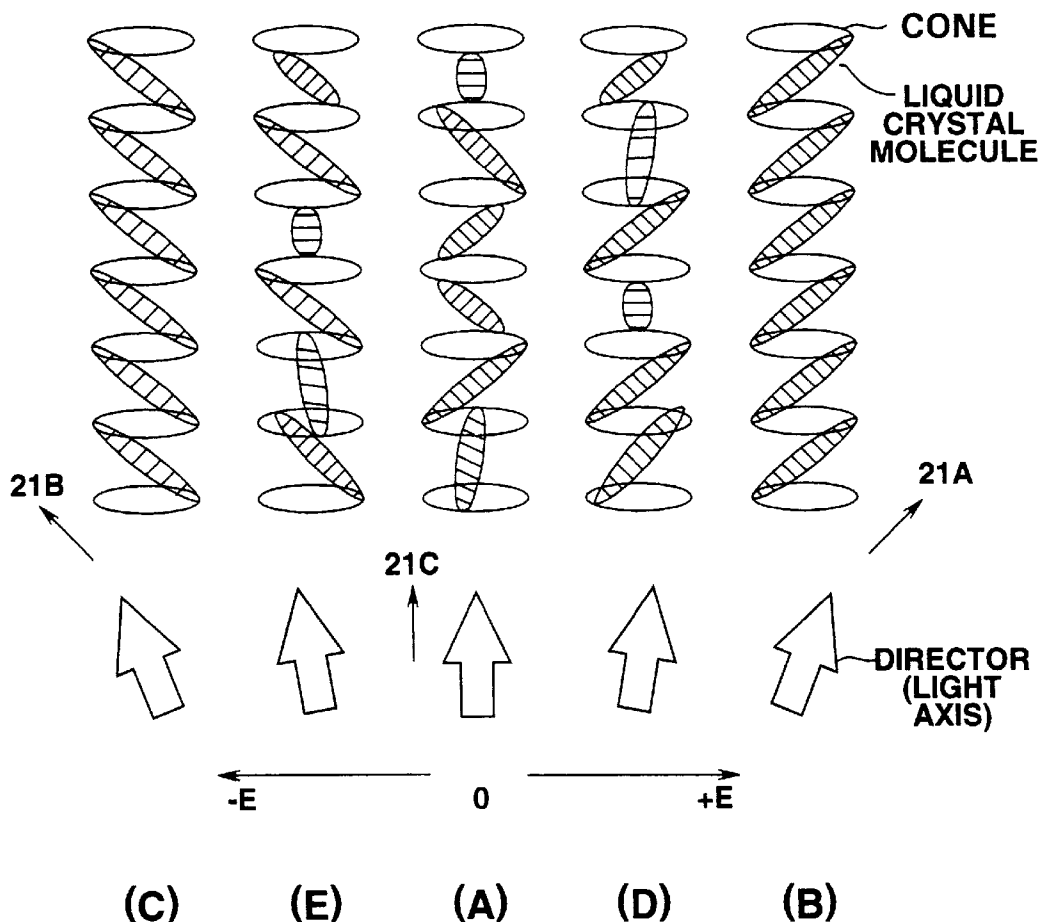 CONE
LIQUID
CRYSTAL
MOLECULE
21B
21A
21C
DIRECTOR
(LIGHT
AXIS)
-E
0
+E
(C)
(E)
(A)
(D)
(B)